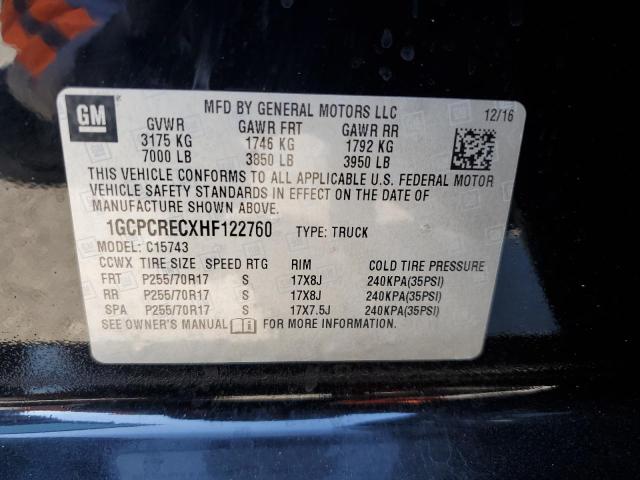 GM
MFD BY GENERAL MOTORS LLC 12/16
GVWR GAWR FRT GAWR RR
3175 KG 1746 KG 1792 KG
7000 LB 3850 LB 3950 LB
THIS VEHICLE CONFORMS TO ALL APPLICABLE U.S. FEDERAL MOTOR
VEHICLE SAFETY STANDARDS IN EFFECT ON THE DATE OF
MANUFACTURE SHOWN ABOVE.
1GCPCRECXHF122760 TYPE: TRUCK
MODEL: C15743
CCWX TIRE SIZE SPEED RTG RIM COLD TIRE PRESSURE
FRT P255/70R17 S 17X8J 240KPA(35PSI)
RR P255/70R17 S 17X8J 240KPA(35PSI)
SPA P255/70R17 S 17X7.5J 240KPA(35PSI)
SEE OWNER'S MANUAL FOR MORE INFORMATION.